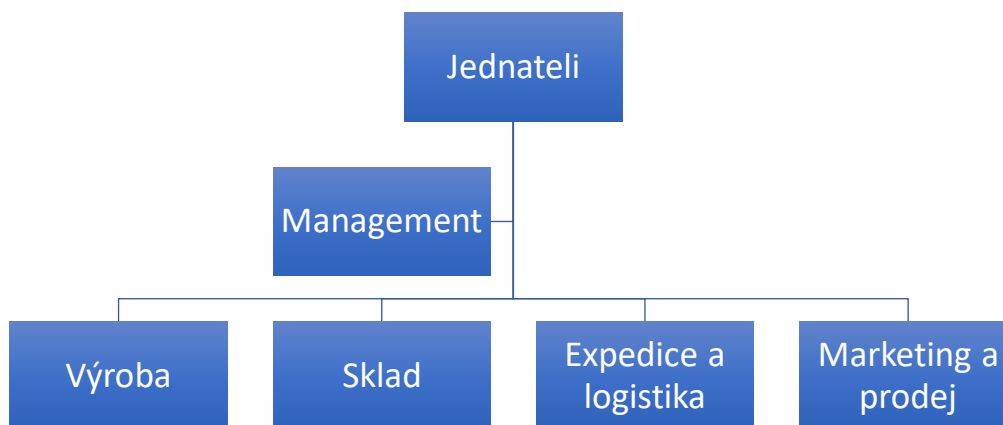 Jednateli
Management
Výroba
Sklad
Expedice a
logistika
Marketing a
prodej